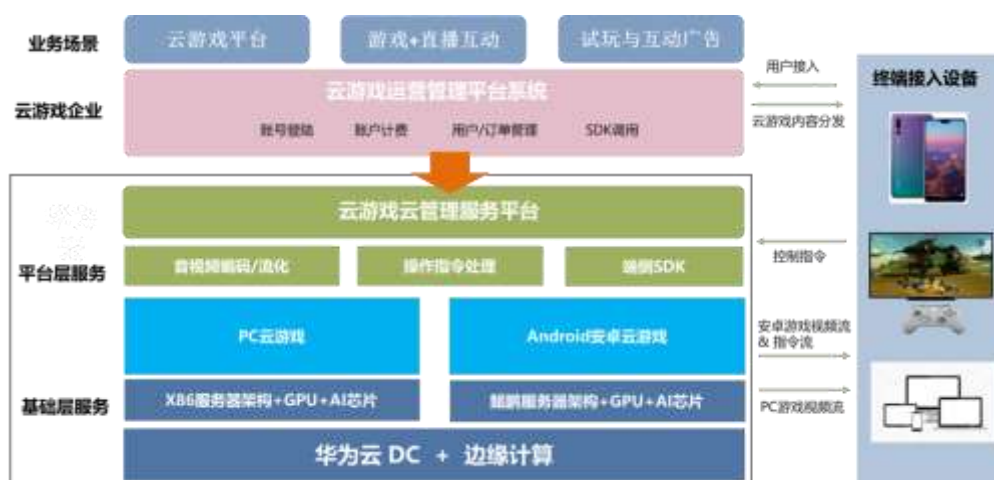 业务场景
云游戏平台
游戏+直播互动
试玩与互动广告
云游戏企业
云游戏运营管理平台系统
账号登陆
账户计费
用户/订单管理
SDK调用
用户接入
云游戏内容分发
终端接入设备
云游戏云管理服务平台
平台层服务
音视频编码/流化
操作指令处理
端侧SDK
控制指令
PC云游戏
Android安卓云游戏
安卓游戏视频流
& 指令流
基础层服务
X86服务器架构+GPU+AI芯片
鲲鹏服务器架构+GPU+AI芯片
PC游戏视频流
华为云 DC + 边缘计算